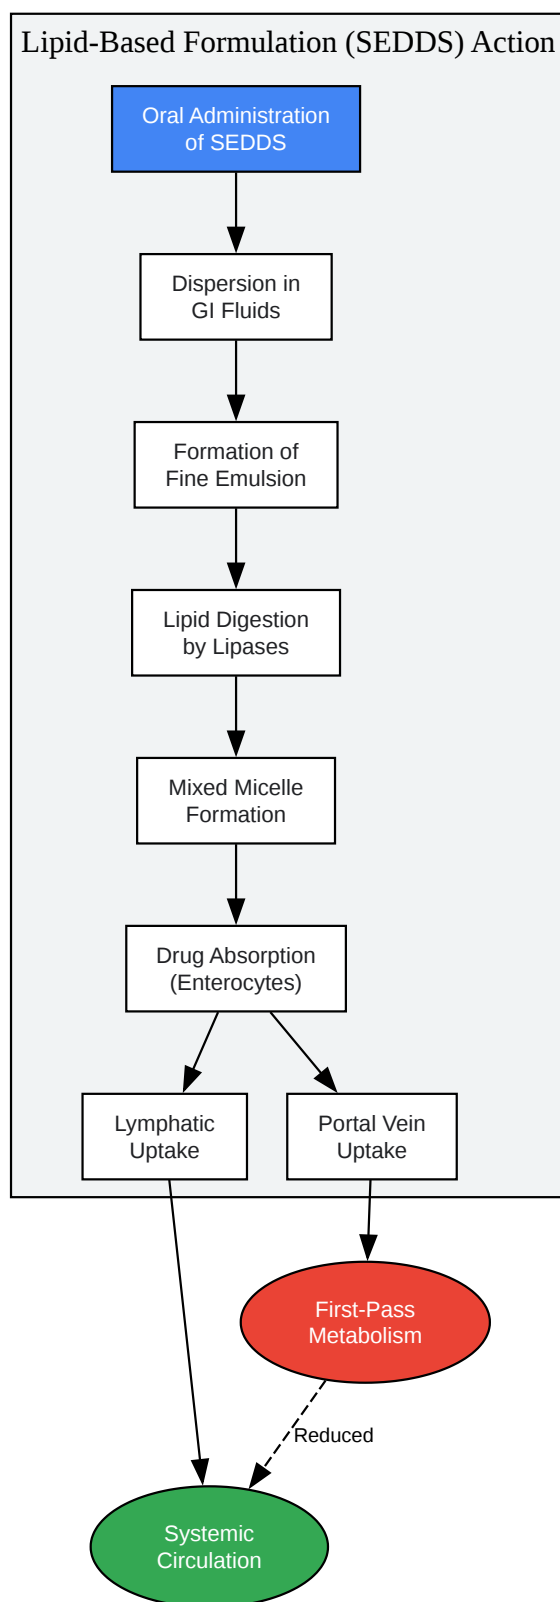 Lipid-Based Formulation (SEDDS) Action
Oral Administration
of SEDDS
Dispersion in
GI Fluids
Formation of
Fine Emulsion
Lipid Digestion
by Lipases
Mixed Micelle
Formation
Drug Absorption
(Enterocytes)
Lymphatic
Uptake
Portal Vein
Uptake
First-Pass
Metabolism
Reduced
Systemic
Circulation